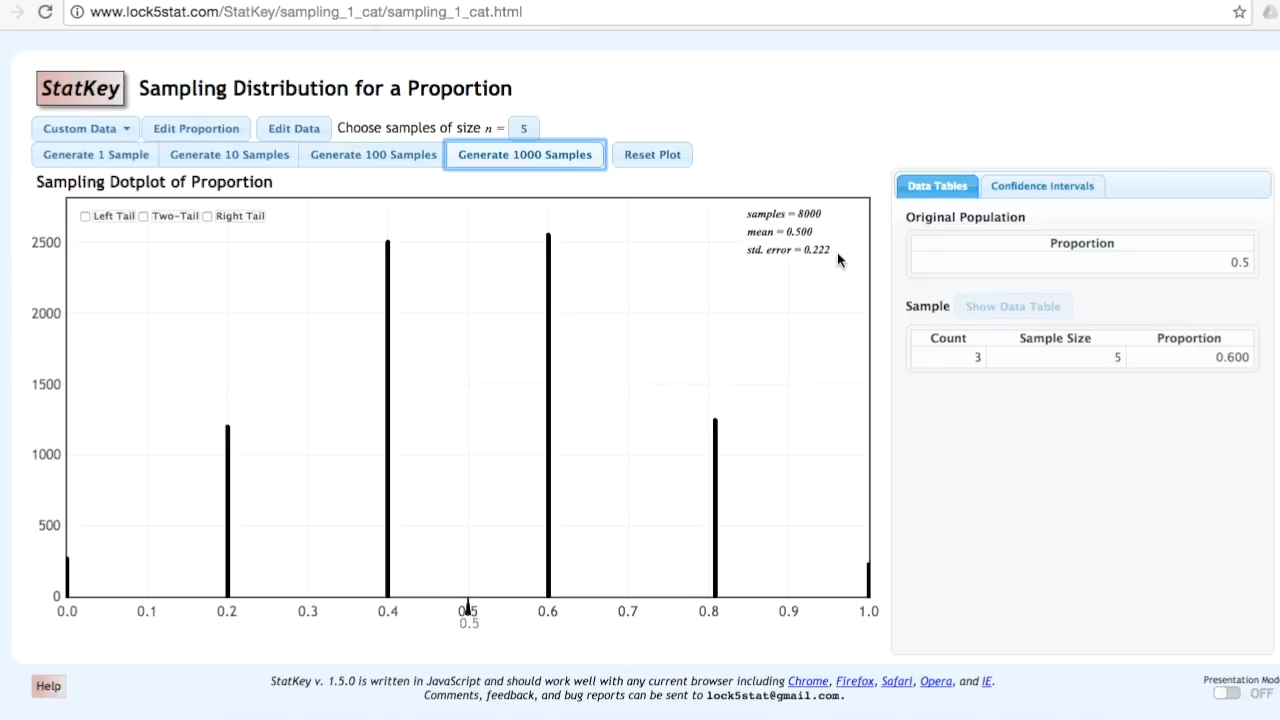 www.lock5stat.com/StatKey/sampling_1_cat/sampling_1_cat.html
StatKey Sampling Distribution for a Proportion
Custom Data Edit Proportion Edit Data Choose samples of size n = 5
Generate 1 Sample Generate 10 Samples Generate 100 Samples Generate 1000 Samples Reset Plot
Sampling Dotplot of Proportion
Left Tail Two-Tail Right Tail
samples = 8000
mean = 0.500
std. error = 0.222
2500
2000
1500
1000
500
0
0.0 0.1 0.2 0.3 0.4 0.5 0.6 0.7 0.8 0.9 1.0
0.5
Data Tables Confidence Intervals
Original Population
Proportion
0.5
Sample Show Data Table
Count Sample Size Proportion
3 5 0.600
Help
StatKey v. 1.5.0 is written in JavaScript and should work well with any current browser including Chrome, Firefox, Safari, Opera, and IE.
Comments, feedback, and bug reports can be sent to lock5stat@gmail.com.
Presentation Mod
OFF